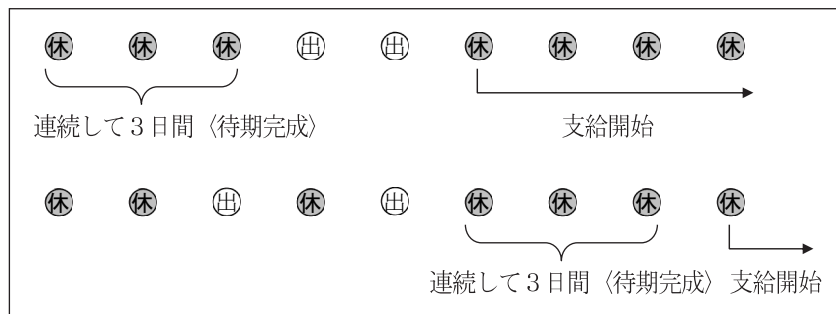 休 休 休 出 出 休 休 休 休
連続して3日間〈待期完成〉 支給開始
休 休 出 休 出 休 休 休 休
連続して3日間〈待期完成〉 支給開始